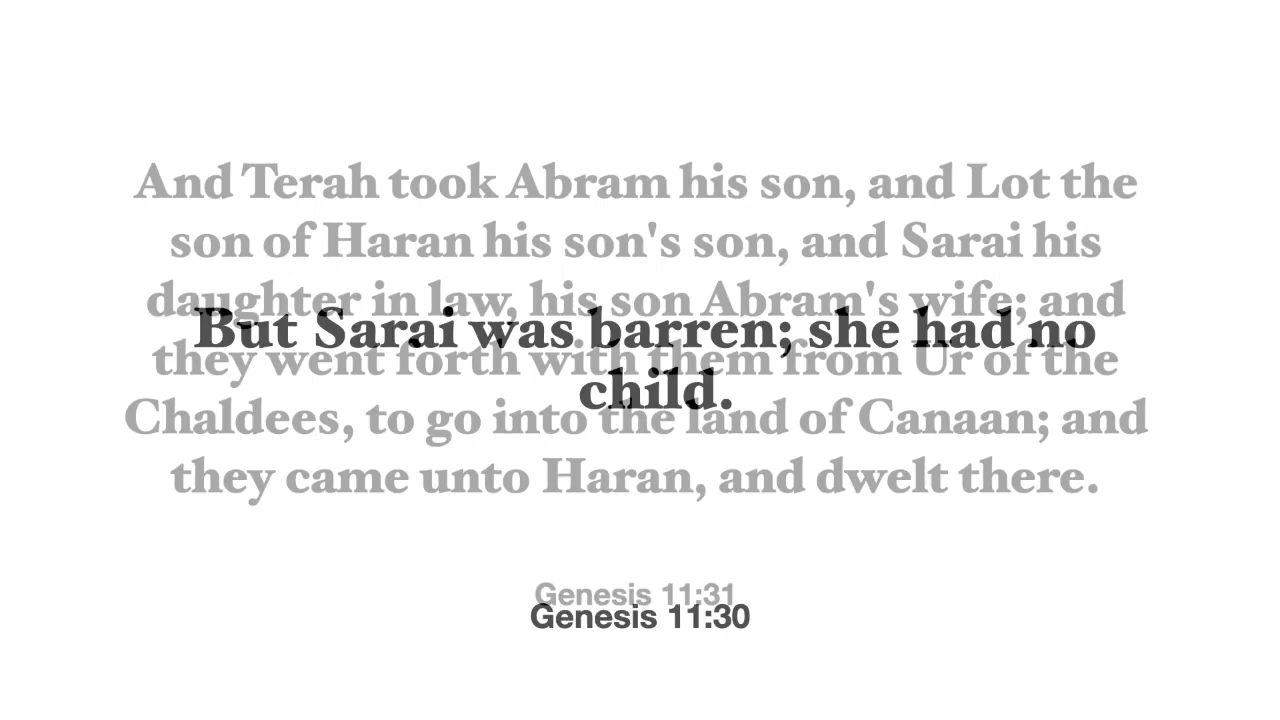 And Terah took Abram his son, and Lot the
son of Haran his son's son, and Sarai his
daughter in law, his son Abram's wife; and
But Sarai was barren; she had no
they went forth with them from Ur of the
child.
Chaldees, to go into the land of Canaan; and
they came unto Haran, and dwelt there.
Genesis 11:31
Genesis 11:30